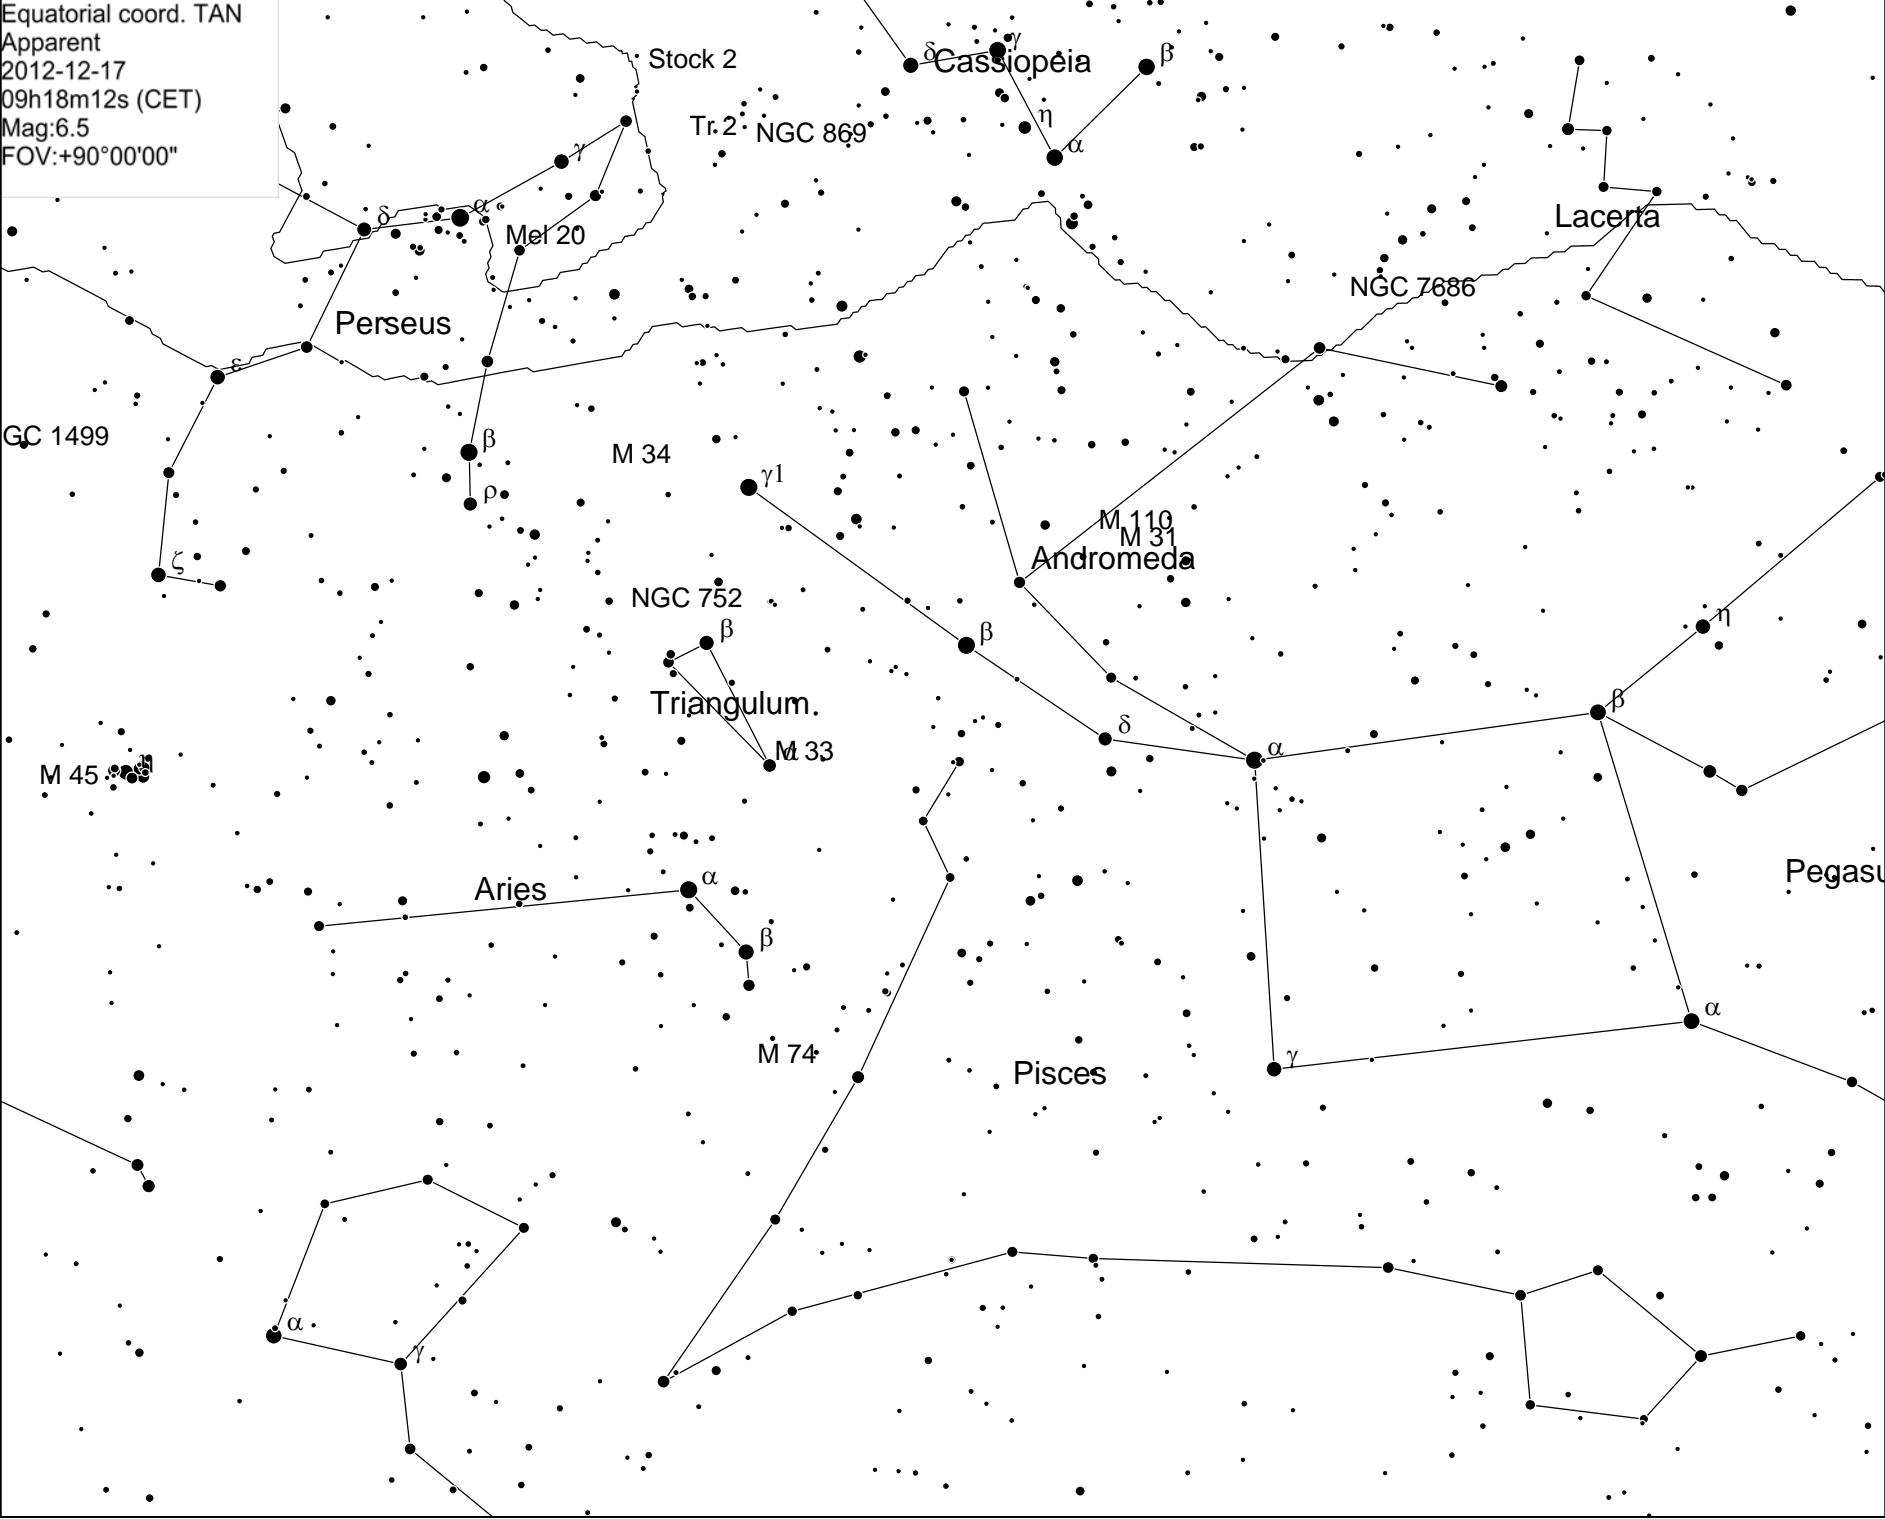 Equatorial coord. TAN
Apparent
2012-12-17
09h18m12s (CET)
Mag:6.5
FOV:+90°00'00"
Stock 2
δ
γ
Cassiopeia
β
Tr 2
NGC 869
η
α
γ
δ
α
Mel 20
Lacerta
NGC 7686
Perseus
ε
GC 1499
β
M 34
γ1
ρ
M 110
M 31
Andromeda
ζ
NGC 752
β
β
η
Triangulum
β
δ
α
M 33
α
M 45
η
Pegasu
Aries
α
β
α
M 74
Pisces
γ
α
γ